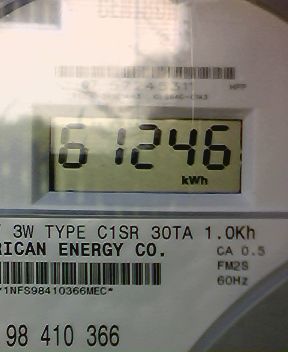 61246
kWh
3W TYPE C1SR 30TA 1.0Kh
RICAN ENERGY CO.
CA 0.5
FM2S
60Hz
98 410 366